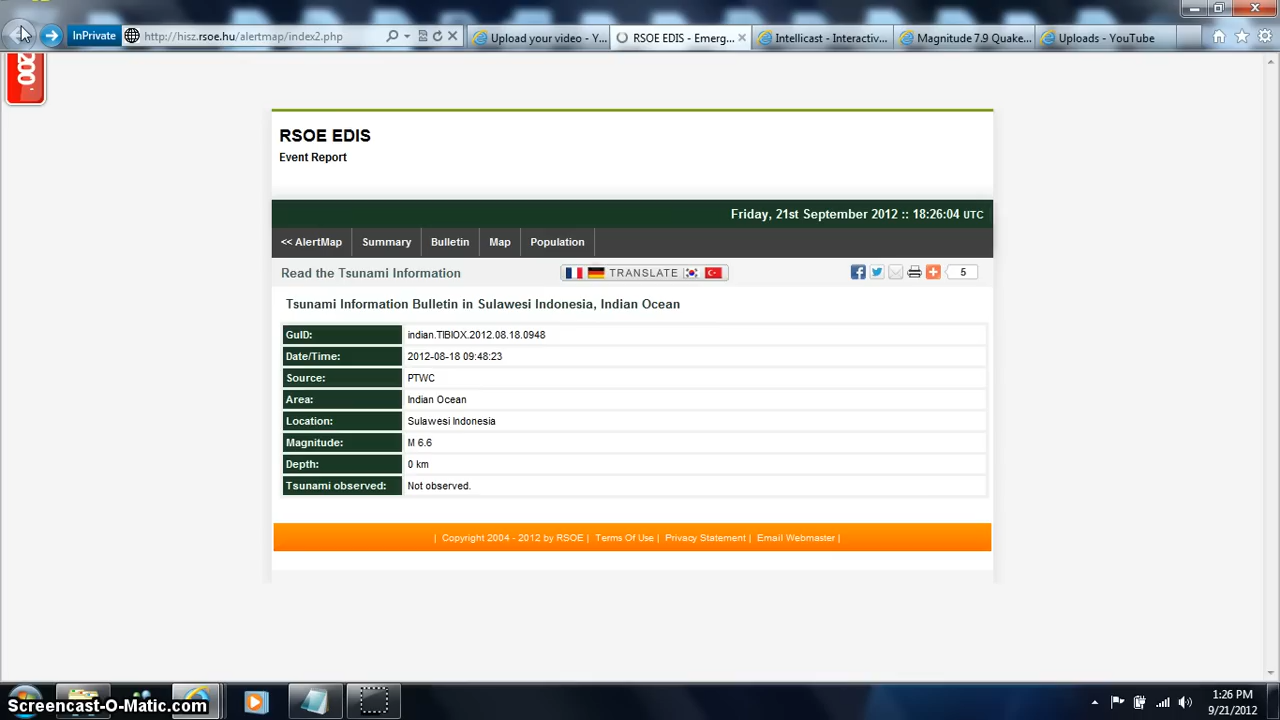 InPrivate http://hisz.rsoe.hu/alertmap/index2.php Upload your video - Y... RSOE EDIS - Emerg... Intellicast - Interactiv... Magnitude 7.9 Quake... Uploads - YouTube
RSOE EDIS
Event Report
Friday, 21st September 2012 :: 18:26:04 UTC
<< AlertMap Summary Bulletin Map Population
Read the Tsunami Information TRANSLATE 5
Tsunami Information Bulletin in Sulawesi Indonesia, Indian Ocean
GuID: indian.TIBIOX.2012.08.18.0948
Date/Time: 2012-08-18 09:48:23
Source: PTWC
Area: Indian Ocean
Location: Sulawesi Indonesia
Magnitude: M 6.6
Depth: 0 km
Tsunami observed: Not observed.
| Copyright 2004 - 2012 by RSOE | Terms Of Use | Privacy Statement | Email Webmaster |
1:26 PM
Screencast-O-Matic.com 9/21/2012